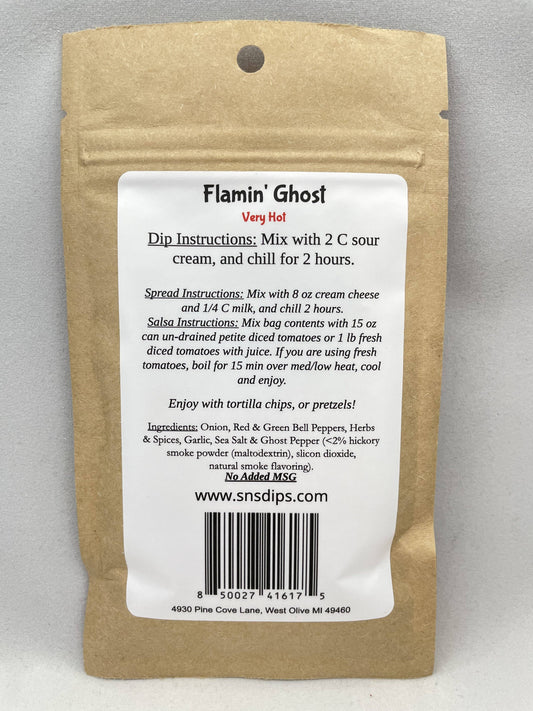 Flamin' Ghost
Very Hot
Dip Instructions: Mix with 2 C sour
cream, and chill for 2 hours.
Spread Instructions: Mix with 8 oz cream cheese
and 1/4 C milk, and chill 2 hours.
Salsa Instructions: Mix bag contents with 15 oz
can un-drained petite diced tomatoes or 1 lb fresh
diced tomatoes with juice. If you are using fresh
tomatoes, boil for 15 min over med/low heat, cool
and enjoy.
Enjoy with tortilla chips, or pretzels!
Ingredients: Onion, Red & Green Bell Peppers, Herbs
& Spices, Garlic, Sea Salt & Ghost Pepper (<2% hickory
smoke powder (maltodextrin), slicon dioxide,
natural smoke flavoring).
No Added MSG
www.snsdips.com
8 50027 41617 5
4930 Pine Cove Lane, West Olive MI 49460